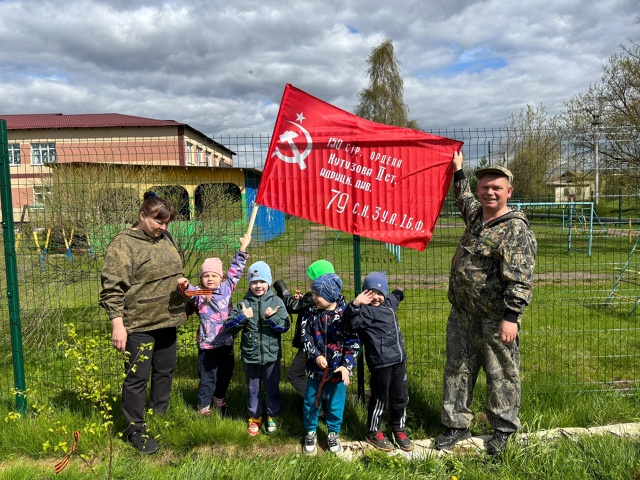 150 стр. ордена
Кутузова II ст.
идрицк. див.
79 С.К. 3 У.А. 1 Б.Ф.